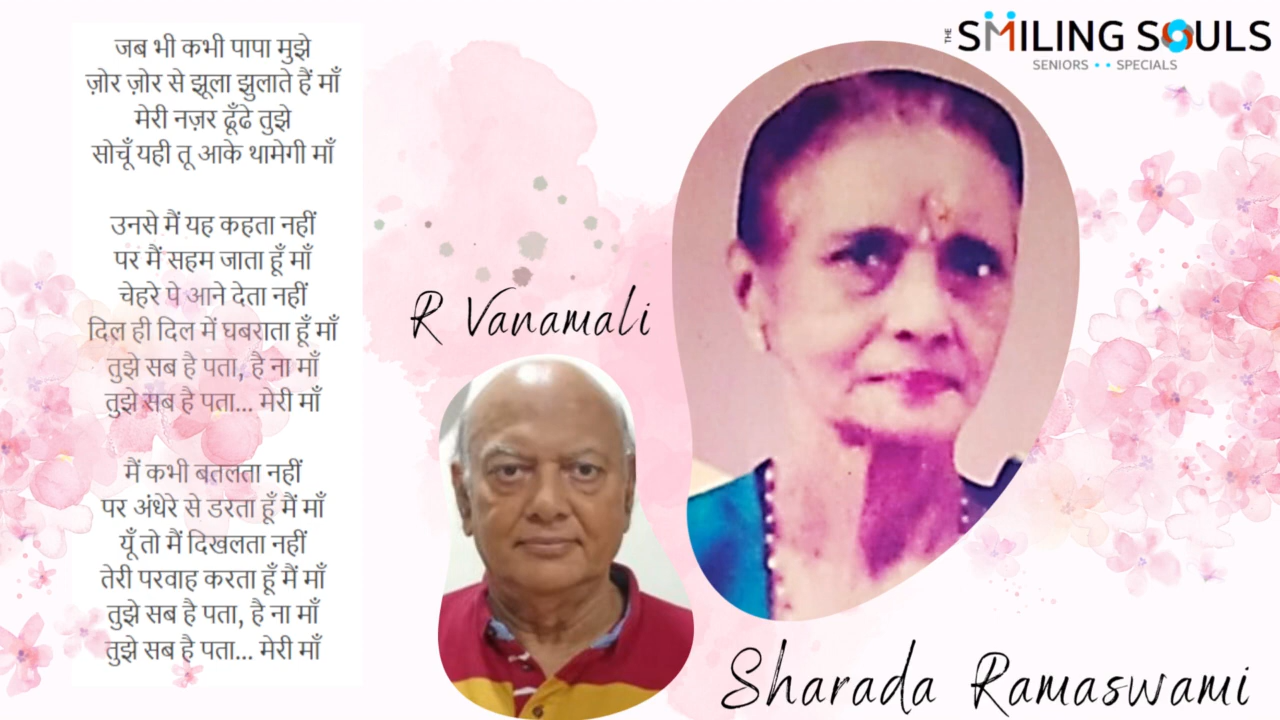 जब भी कभी पापा मुझे
ज़ोर ज़ोर से झूला झुलाते हैं माँ
मेरी नज़र ढूँढे तुझे
सोचूँ यही तू आके थामेगी माँ
उनसे मैं यह कहता नहीं
पर मैं सहम जाता हूँ माँ
चेहरे पे आने देता नहीं
दिल ही दिल में घबराता हूँ माँ
तुझे सब है पता, है ना माँ
तुझे सब है पता... मेरी माँ
मैं कभी बतलता नहीं
पर अंधेरे से डरता हूँ मैं माँ
यूँ तो मैं दिखलता नहीं
तेरी परवाह करता हूँ मैं माँ
तुझे सब है पता, है ना माँ
तुझे सब है पता... मेरी माँ
R Vanamali
THE SMILING SOULS
SENIORS •• SPECIALS
Sharada Ramaswami